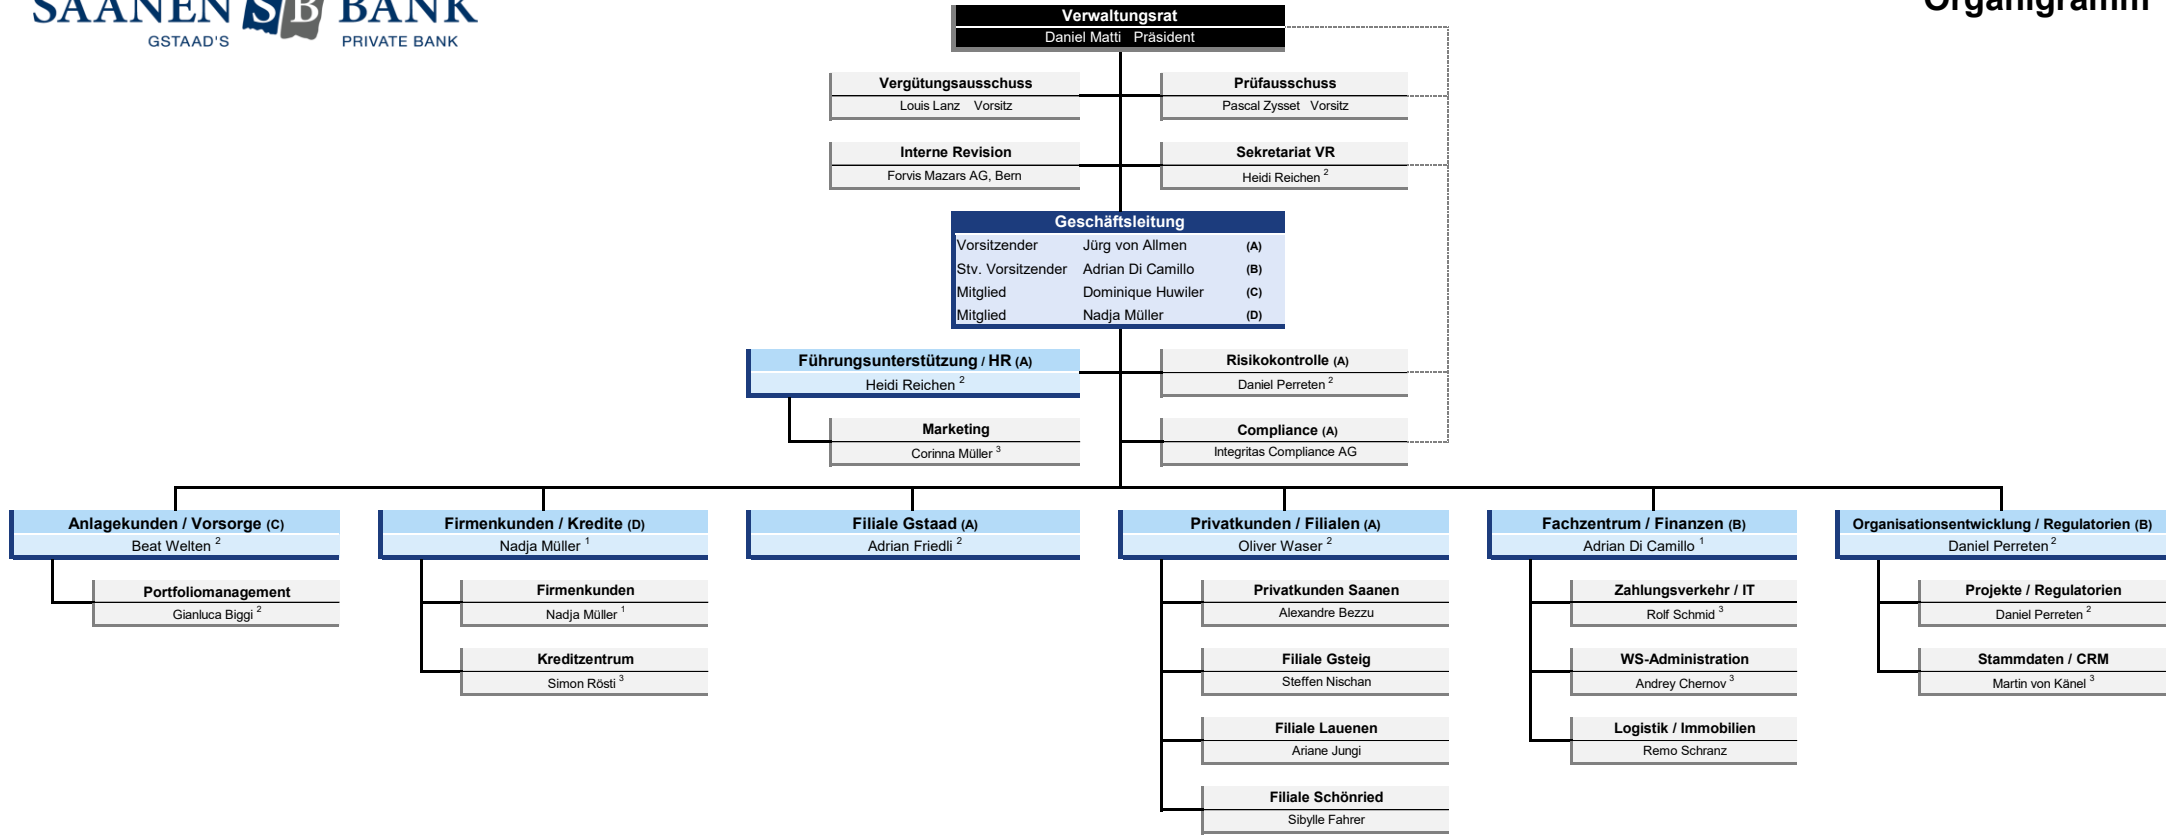 SAANEN SB BANK
GSTAAD'S PRIVATE BANK
Organigramm
Verwaltungsrat
Daniel Matti Präsident
Vergütungsausschuss
Louis Lanz Vorsitz
Prüfausschuss
Pascal Zysset Vorsitz
Interne Revision
Forvis Mazars AG, Bern
Sekretariat VR
Heidi Reichen ²
Geschäftsleitung
Vorsitzender Jürg von Allmen (A)
Stv. Vorsitzender Adrian Di Camillo (B)
Mitglied Dominique Huwiler (C)
Mitglied Nadja Müller (D)
Führungsunterstützung / HR (A)
Heidi Reichen ²
Risikokontrolle (A)
Daniel Perreten ²
Marketing
Corinna Müller ³
Compliance (A)
Integritas Compliance AG
Anlagekunden / Vorsorge (C)
Beat Welten ²
Portfoliomanagement
Gianluca Biggi ²
Firmenkunden / Kredite (D)
Nadja Müller ¹
Firmenkunden
Nadja Müller ¹
Kreditzentrum
Simon Rösti ³
Filiale Gstaad (A)
Adrian Friedli ²
Privatkunden / Filialen (A)
Oliver Waser ²
Privatkunden Saanen
Alexandre Bezzu
Filiale Gsteig
Steffen Nischan
Filiale Lauenen
Ariane Jungi
Filiale Schönried
Sibylle Fahrer
Fachzentrum / Finanzen (B)
Adrian Di Camillo ¹
Zahlungsverkehr / IT
Rolf Schmid ³
WS-Administration
Andrey Chernov ³
Logistik / Immobilien
Remo Schranz
Organisationsentwicklung / Regulatorien (B)
Daniel Perreten ²
Projekte / Regulatorien
Daniel Perreten ²
Stammdaten / CRM
Martin von Känel ³